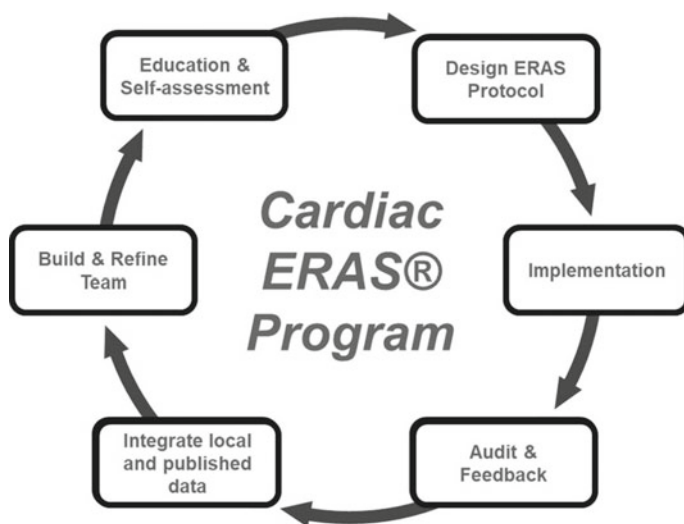 Education &
Self-assessment
Design ERAS
Protocol
Cardiac
ERAS®
Program
Build & Refine
Team
Implementation
Integrate local
and published
data
Audit &
Feedback